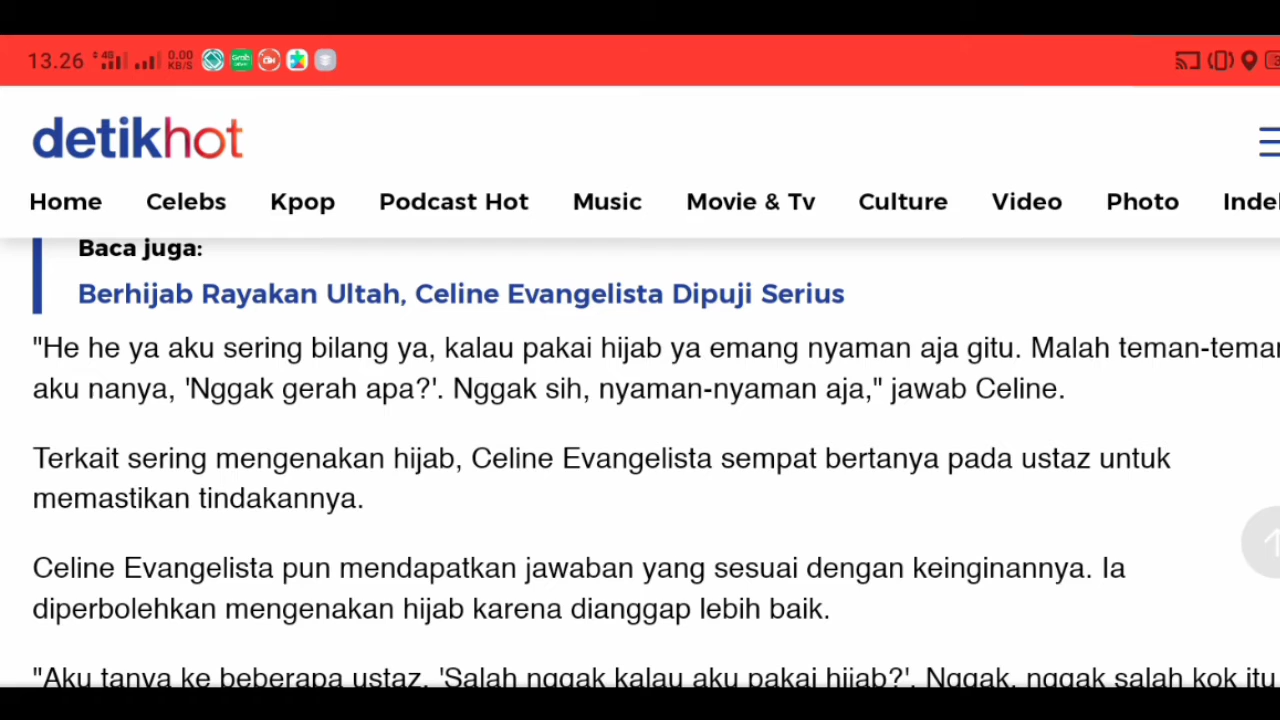 13.26 4G 0.00 KB/S Grab
detikhot
Home Celebs Kpop Podcast Hot Music Movie & Tv Culture Video Photo
Baca juga:
Berhijab Rayakan Ultah, Celine Evangelista Dipuji Serius
"He he ya aku sering bilang ya, kalau pakai hijab ya emang nyaman aja gitu. Malah
aku nanya, 'Nggak gerah apa?'. Nggak sih, nyaman-nyaman aja," jawab Celine.
Terkait sering mengenakan hijab, Celine Evangelista sempat bertanya pada ustaz untuk
memastikan tindakannya.
Celine Evangelista pun mendapatkan jawaban yang sesuai dengan keinginannya. Ia
diperbolehkan mengenakan hijab karena dianggap lebih baik.
"Aku tanya ke beberapa ustaz, 'Salah nggak kalau aku pakai hijab?'. Nggak, nggak salah kok itu